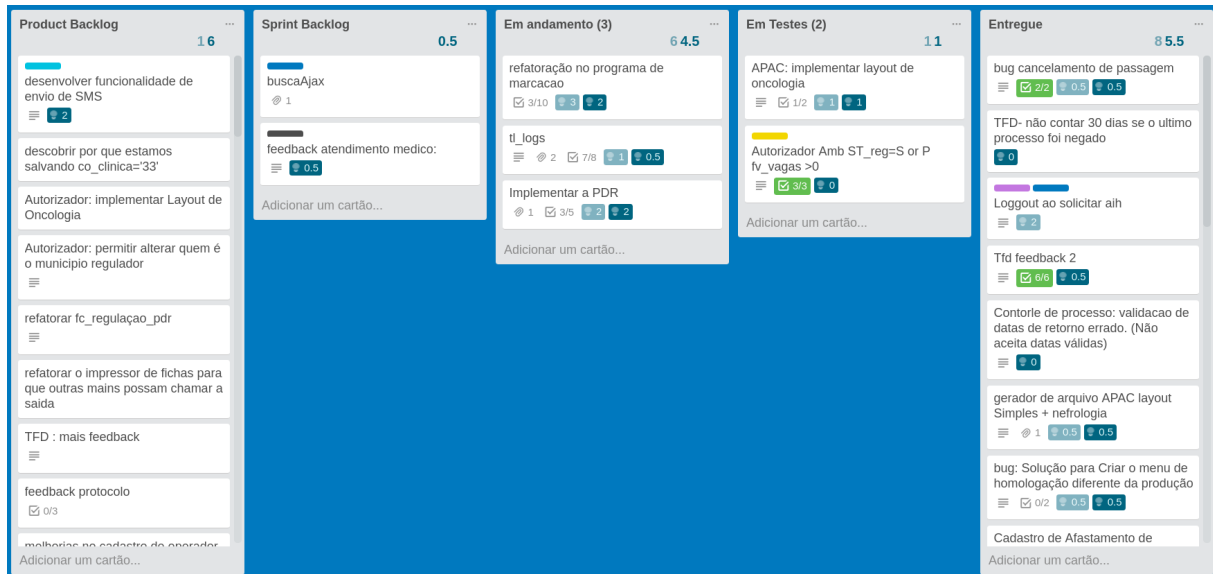 Product Backlog ...
1 6
desenvolver funcionalidade de
envio de SMS
2
descobrir por que estamos
salvando co_clinica='33'
Autorizador: implementar Layout de
Oncologia
Autorizador: permitir alterar quem é
o municipio regulador
refatorar fc_regulaçao_pdr
refatorar o impressor de fichas para
que outras mains possam chamar a
saida
TFD : mais feedback
feedback protocolo
0/3
melhorias no cadastro de operador
Adicionar um cartão...
Sprint Backlog ...
0.5
buscaAjax
1
feedback atendimento medico:
0.5
Adicionar um cartão...
Em andamento (3) ...
6 4.5
refatoração no programa de
marcacao
3/10 3 2
tl_logs
2 7/8 1 0.5
Implementar a PDR
1 3/5 2 2
Adicionar um cartão...
Em Testes (2) ...
1 1
APAC: implementar layout de
oncologia
1/2 1 1
Autorizador Amb ST_reg=S or P
fv_vagas >0
3/3 0
Adicionar um cartão...
Entregue ...
8 5.5
bug cancelamento de passagem
2/2 0.5 0.5
TFD- não contar 30 dias se o ultimo
processo foi negado
0
Loggout ao solicitar aih
2
Tfd feedback 2
6/6 0.5
Contorle de processo: validacao de
datas de retorno errado. (Não
aceita datas válidas)
0
gerador de arquivo APAC layout
Simples + nefrologia
1 0.5 0.5
bug: Solução para Criar o menu de
homologação diferente da produção
0/2 0.5 0.5
Cadastro de Afastamento de
Adicionar um cartão...